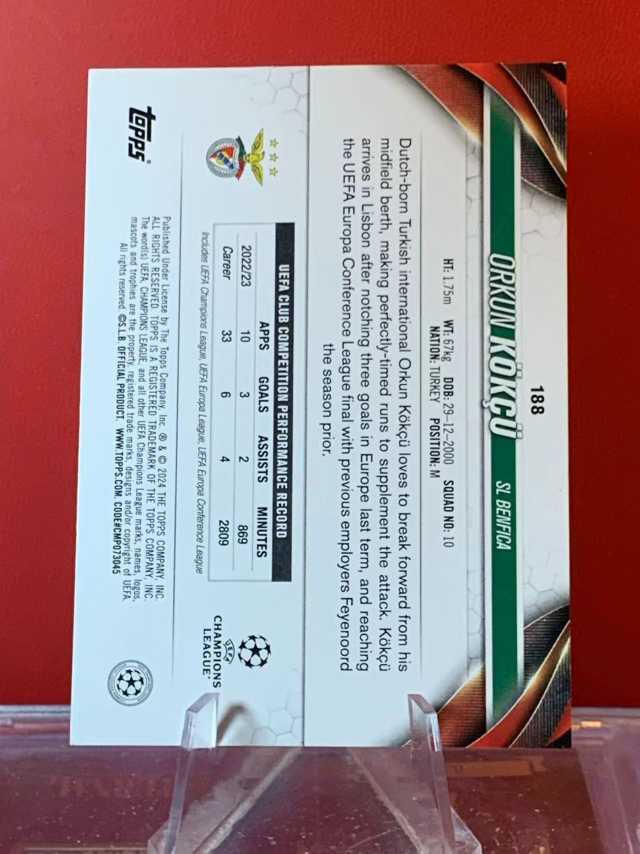 188
ORKUN KÖKÇÜ
SL BENFICA
HT: 1.75m WT: 67kg DOB: 29-12-2000 SQUAD NO: 10
NATION: TURKEY POSITION: M
Dutch-born Turkish international Orkun Kökçü loves to break forward from his
midfield berth, making perfectly-timed runs to supplement the attack. Kökçü
arrives in Lisbon after notching three goals in Europe last term, and reaching
the UEFA Europa Conference League final with previous employers Feyenoord
the season prior.
UEFA CLUB COMPETITION PERFORMANCE RECORD
APPS GOALS ASSISTS MINUTES
2022/23 10 3 2 869
Career 33 6 4 2809
Includes UEFA Champions League, UEFA Europa League, UEFA Europa Conference League
UEFA
CHAMPIONS
LEAGUE
topps
Published Under License by The Topps Company, Inc. ® & © 2024 THE TOPPS COMPANY, INC.
ALL RIGHTS RESERVED. TOPPS IS A REGISTERED TRADEMARK OF THE TOPPS COMPANY, INC.
The word(s) UEFA, CHAMPIONS LEAGUE, and all other UEFA Champions League marks, names, logos,
mascots and trophies are the property, registered trade marks, designs and/or copyright of UEFA.
All rights reserved. ©S.L.B. OFFICIAL PRODUCT. WWW.TOPPS.COM. CODE#CMP073045